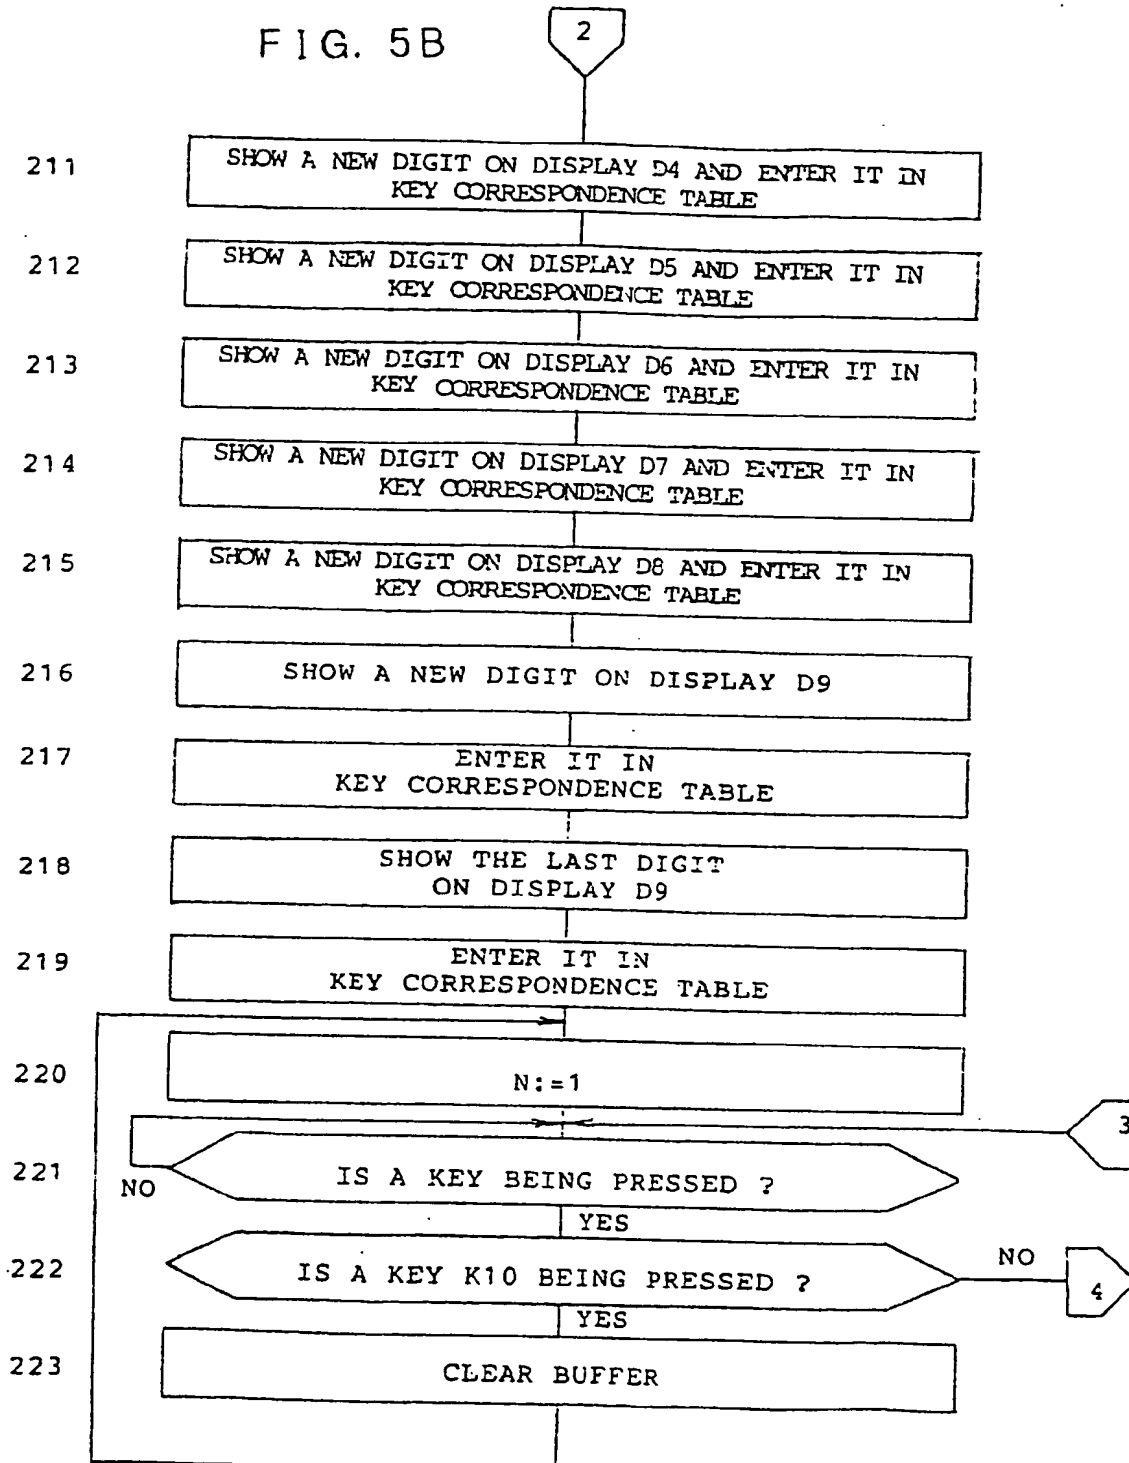 FIG. 5B
2
211
SHOW A NEW DIGIT ON DISPLAY D4 AND ENTER IT IN
KEY CORRESPONDENCE TABLE
212
SHOW A NEW DIGIT ON DISPLAY D5 AND ENTER IT IN
KEY CORRESPONDENCE TABLE
213
SHOW A NEW DIGIT ON DISPLAY D6 AND ENTER IT IN
KEY CORRESPONDENCE TABLE
214
SHOW A NEW DIGIT ON DISPLAY D7 AND ENTER IT IN
KEY CORRESPONDENCE TABLE
215
SHOW A NEW DIGIT ON DISPLAY D8 AND ENTER IT IN
KEY CORRESPONDENCE TABLE
216
SHOW A NEW DIGIT ON DISPLAY D9
217
ENTER IT IN
KEY CORRESPONDENCE TABLE
218
SHOW THE LAST DIGIT
ON DISPLAY D9
219
ENTER IT IN
KEY CORRESPONDENCE TABLE
220
N:=1
3
221
IS A KEY BEING PRESSED ?
NO
YES
222
IS A KEY K10 BEING PRESSED ?
NO
4
YES
223
CLEAR BUFFER